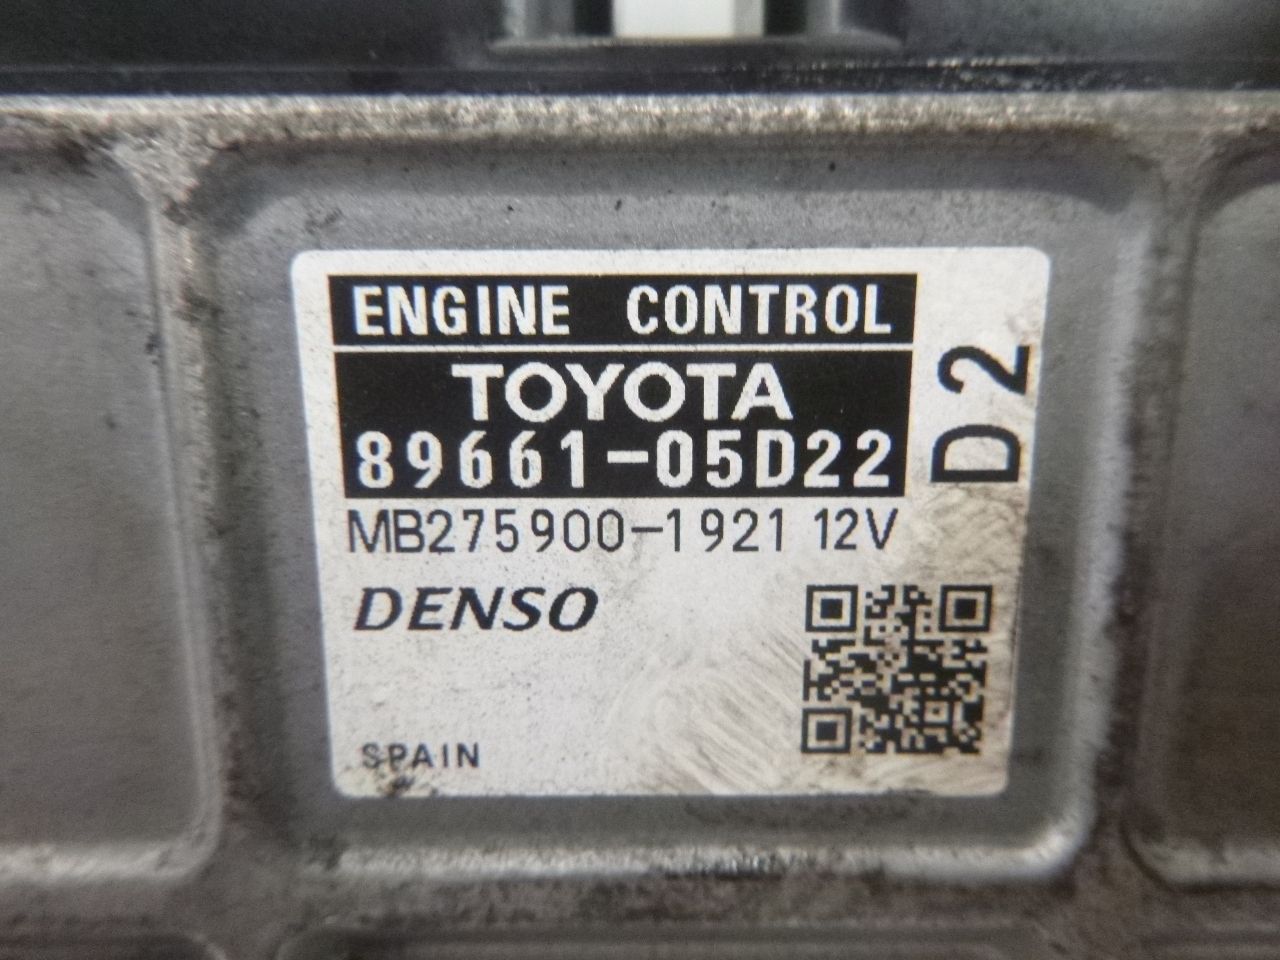 ENGINE CONTROL
TOYOTA
89661-05D22
D2
MB275900-1921 12V
DENSO
SPAIN